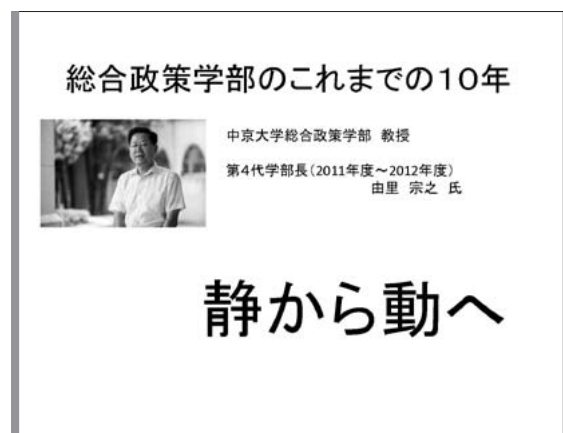 総合政策学部のこれまでの１０年
中京大学総合政策学部 教授
第４代学部長（2011年度～2012年度）
由里 宗之 氏
静から動へ